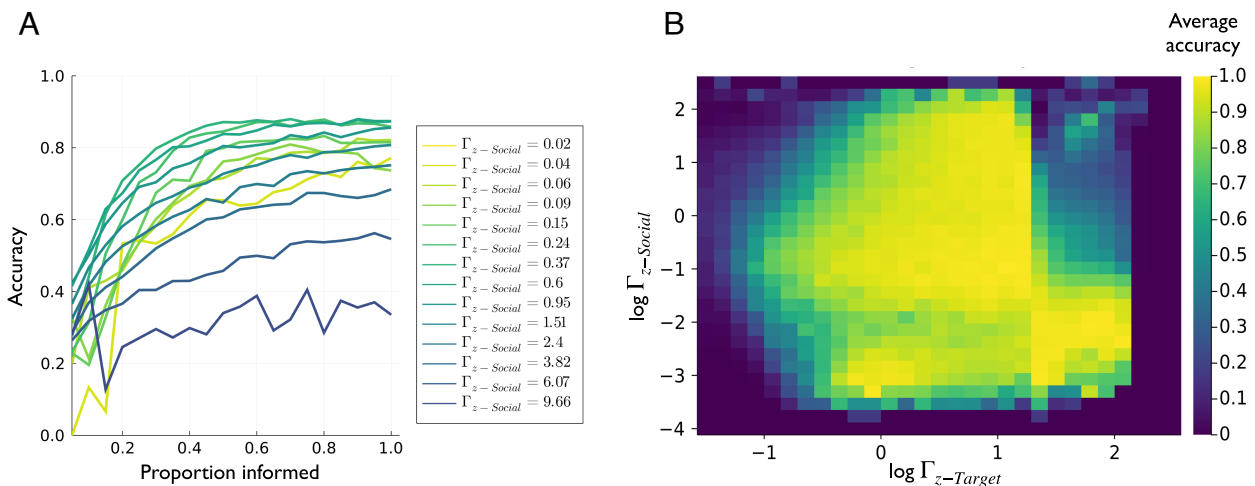 A
B
Average
accuracy
1.0
0.8
0.6
0.4
0.2
0.0
0.2
0.4
0.6
0.8
1.0
Accuracy
Proportion informed
Γz−Social = 0.02
Γz−Social = 0.04
Γz−Social = 0.06
Γz−Social = 0.09
Γz−Social = 0.15
Γz−Social = 0.24
Γz−Social = 0.37
Γz−Social = 0.6
Γz−Social = 0.95
Γz−Social = 1.51
Γz−Social = 2.4
Γz−Social = 3.82
Γz−Social = 6.07
Γz−Social = 9.66
log Γz−Social
2
1
0
−1
−2
−3
−4
−1
0
1
2
log Γz−Target
1.0
0.9
0.8
0.7
0.6
0.5
0.4
0.3
0.2
0.1
0